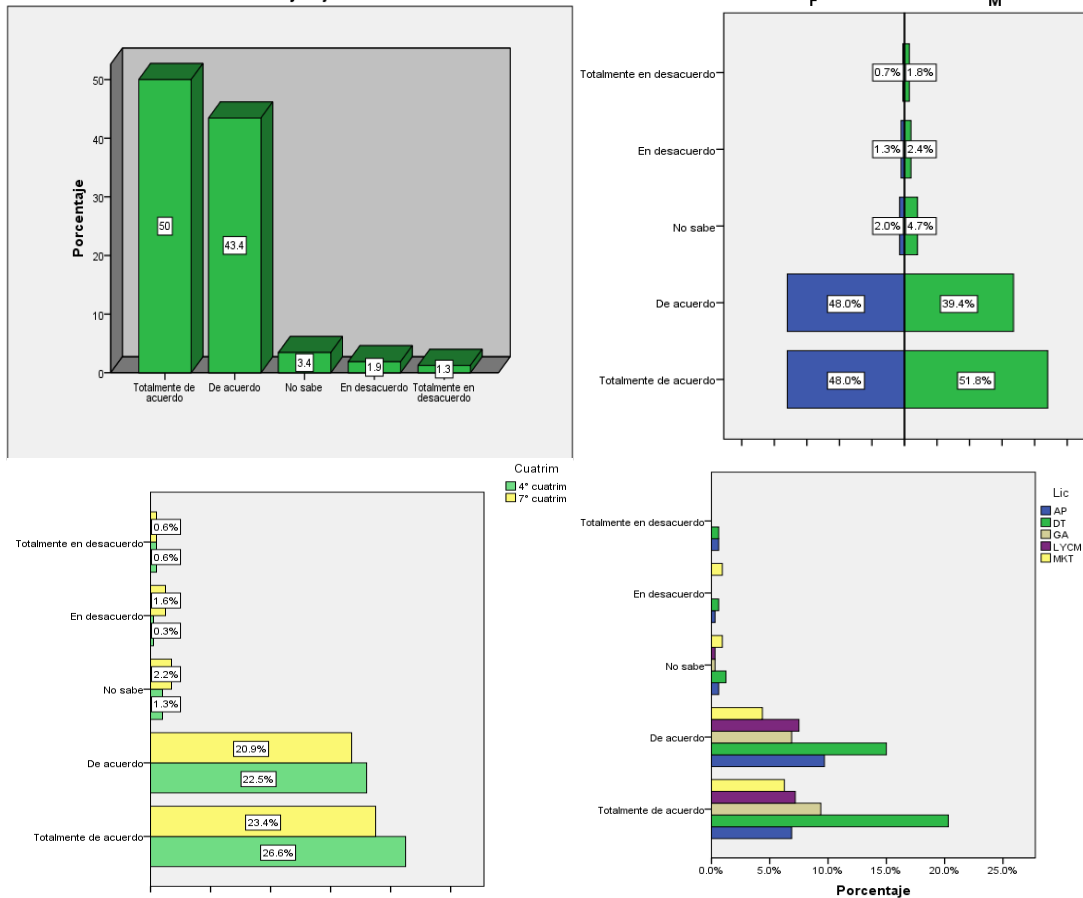 F M
Porcentaje
50
40
30
20
10
0
50
43.4
3.4
1.9
1.3
Totalmente de acuerdo
De acuerdo
No sabe
En desacuerdo
Totalmente en desacuerdo
Totalmente en desacuerdo
0.7% 1.8%
En desacuerdo
1.3% 2.4%
No sabe
2.0% 4.7%
De acuerdo
48.0% 39.4%
Totalmente de acuerdo
48.0% 51.8%
Cuatrim
4° cuatrim
7° cuatrim
Totalmente en desacuerdo
0.6%
0.6%
En desacuerdo
1.6%
0.3%
No sabe
2.2%
1.3%
De acuerdo
20.9%
22.5%
Totalmente de acuerdo
23.4%
26.6%
Lic
AP
DT
GA
LYCM
MKT
Totalmente en desacuerdo
En desacuerdo
No sabe
De acuerdo
Totalmente de acuerdo
0.0% 5.0% 10.0% 15.0% 20.0% 25.0%
Porcentaje